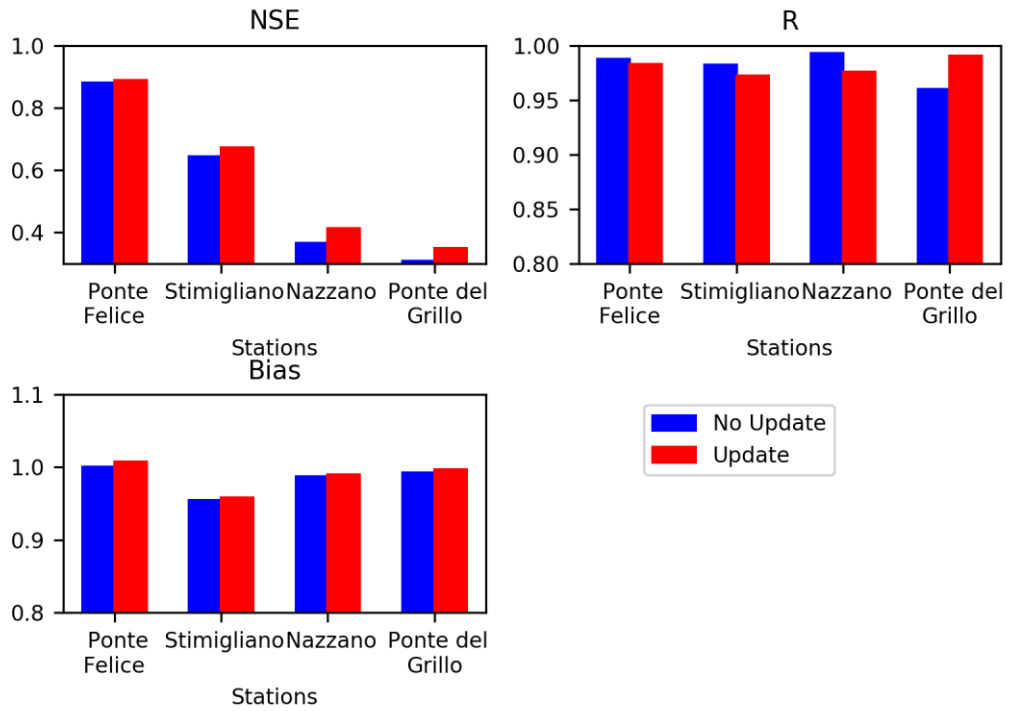 NSE
1.0
0.8
0.6
0.4
Ponte Felice
Stimigliano
Nazzano
Ponte del Grillo
Stations
R
1.00
0.95
0.90
0.85
0.80
Ponte Felice
Stimigliano
Nazzano
Ponte del Grillo
Stations
Bias
1.1
1.0
0.9
0.8
Ponte Felice
Stimigliano
Nazzano
Ponte del Grillo
Stations
No Update
Update